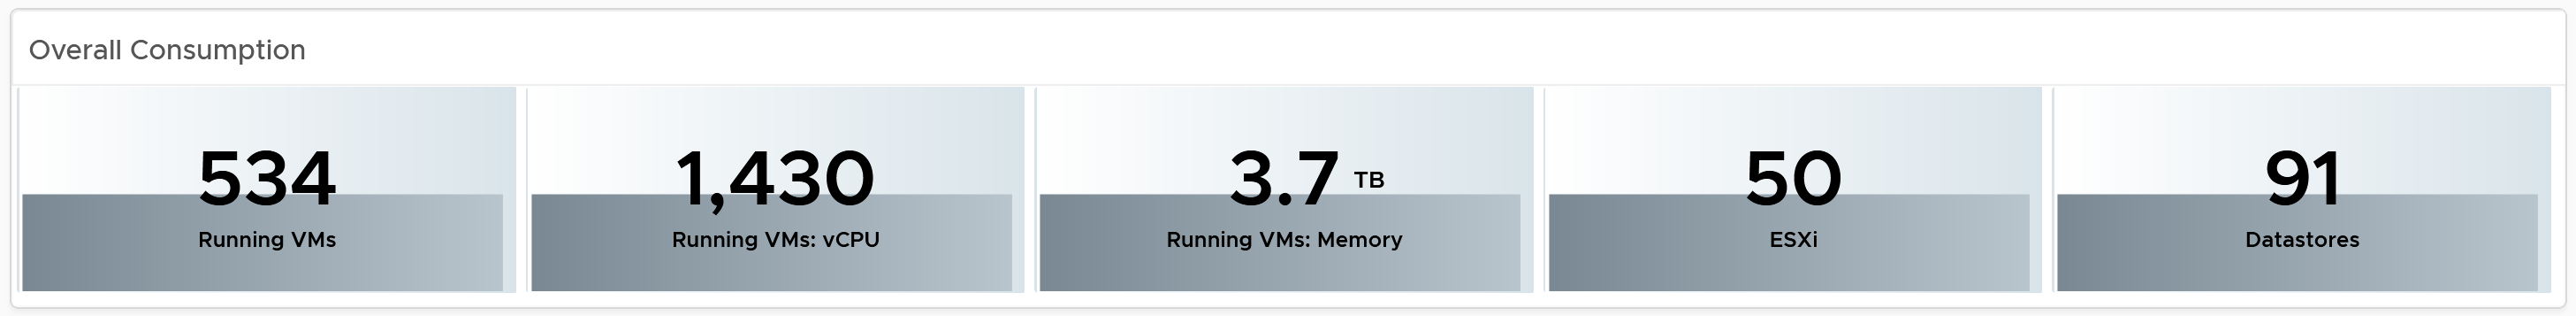 Overall Consumption
534
Running VMs
1,430
Running VMs: vCPU
3.7 TB
Running VMs: Memory
50
ESXi
91
Datastores